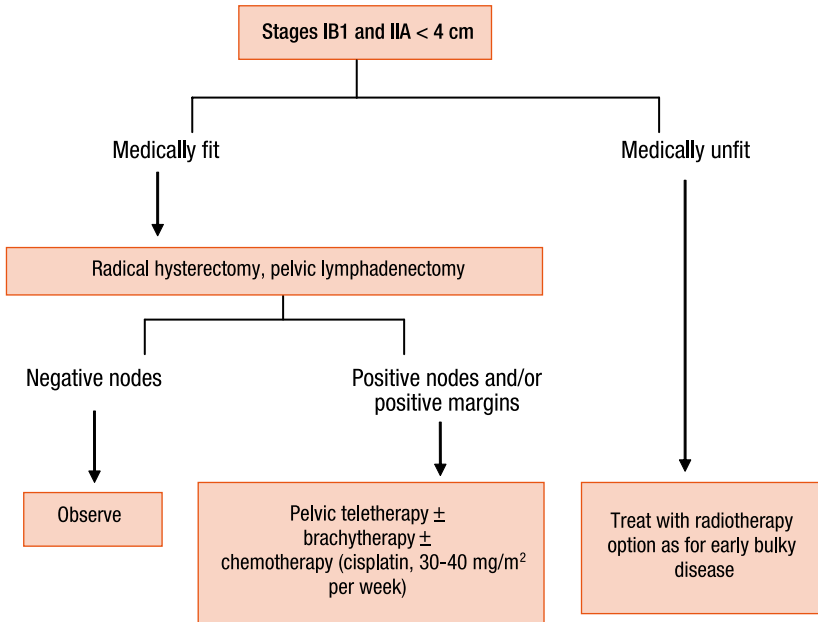 Stages IB1 and IIA < 4 cm
Medically fit
Medically unfit
Radical hysterectomy, pelvic lymphadenectomy
Negative nodes
Positive nodes and/or
positive margins
Observe
Pelvic teletherapy ±
brachytherapy ±
chemotherapy (cisplatin, 30-40 mg/m²
per week)
Treat with radiotherapy
option as for early bulky
disease